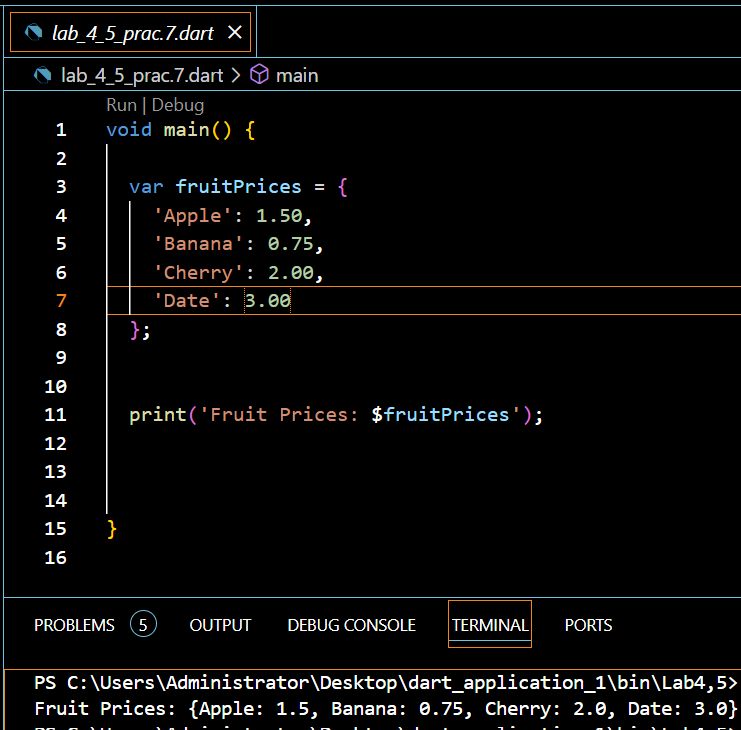 lab_4_5_prac.7.dart ✕
lab_4_5_prac.7.dart > main
Run | Debug
1 void main() {
2
3   var fruitPrices = {
4     'Apple': 1.50,
5     'Banana': 0.75,
6     'Cherry': 2.00,
7     'Date': 3.00
8   };
9
10
11   print('Fruit Prices: $fruitPrices');
12
13
14
15 }
16
PROBLEMS 5 OUTPUT DEBUG CONSOLE TERMINAL PORTS
PS C:\Users\Administrator\Desktop\dart_application_1\bin\Lab4,5>
Fruit Prices: {Apple: 1.5, Banana: 0.75, Cherry: 2.0, Date: 3.0}